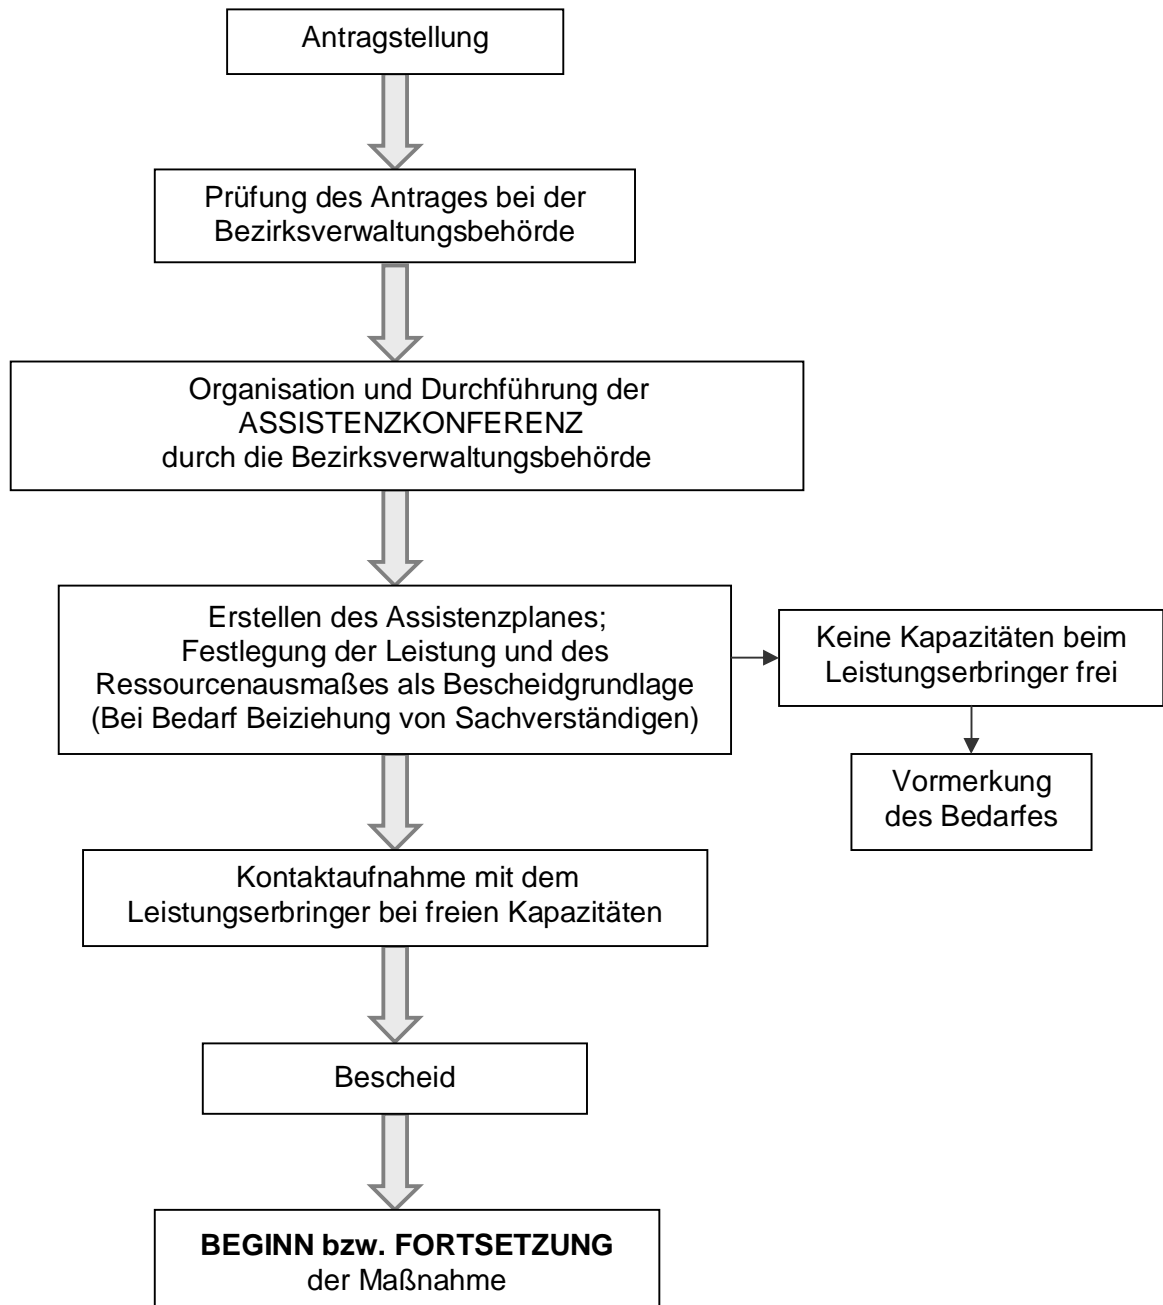 Antragstellung
Prüfung des Antrages bei der
Bezirksverwaltungsbehörde
Organisation und Durchführung der
ASSISTENZKONFERENZ
durch die Bezirksverwaltungsbehörde
Erstellen des Assistenzplanes;
Festlegung der Leistung und des
Ressourcenausmaßes als Bescheidgrundlage
(Bei Bedarf Beiziehung von Sachverständigen)
Keine Kapazitäten beim
Leistungserbringer frei
Vormerkung
des Bedarfes
Kontaktaufnahme mit dem
Leistungserbringer bei freien Kapazitäten
Bescheid
BEGINN bzw. FORTSETZUNG
der Maßnahme